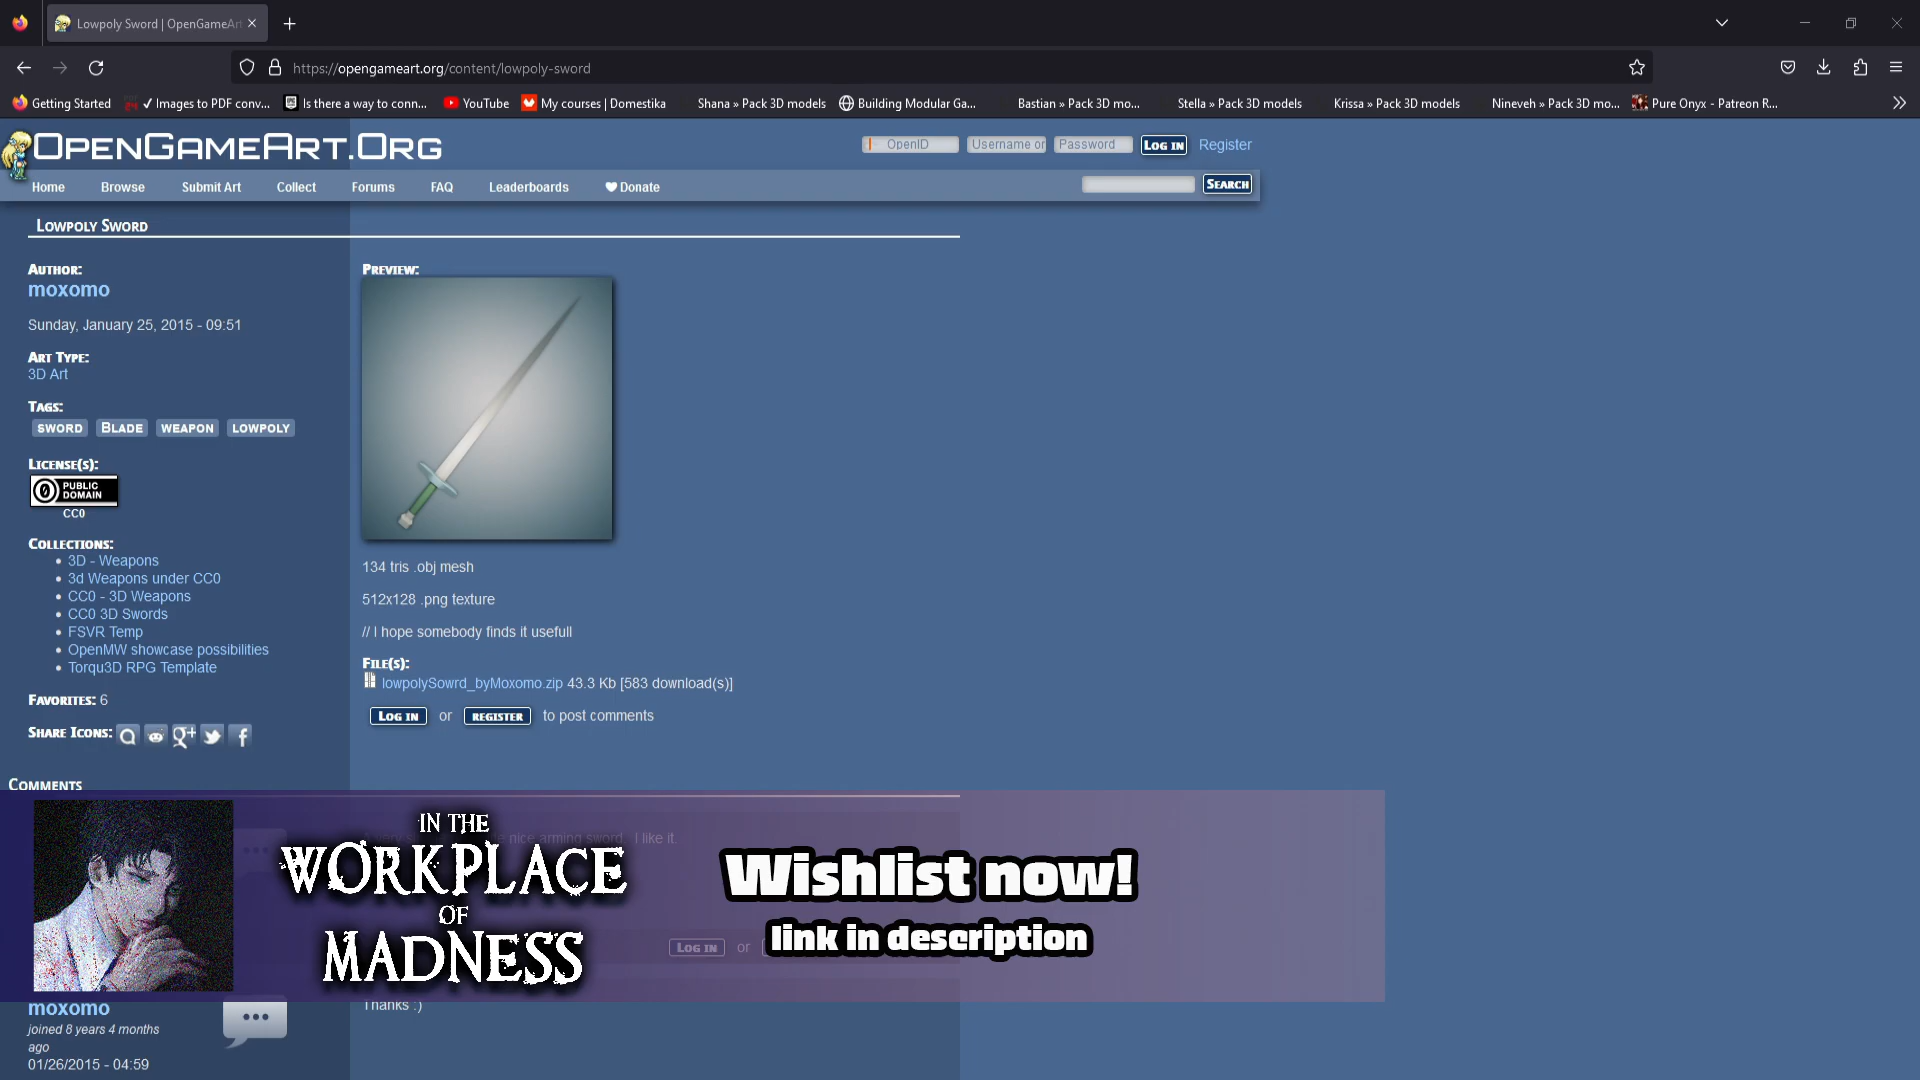 Lowpoly Sword | OpenGameArt
https://opengameart.org/content/lowpoly-sword
Getting Started
✓ Images to PDF conv...
Is there a way to conn...
YouTube
My courses | Domestika
Shana » Pack 3D models
Building Modular Ga...
Bastian » Pack 3D mo...
Stella » Pack 3D models
Krissa » Pack 3D models
Nineveh » Pack 3D mo...
Pure Onyx - Patreon R...
OpenGameArt.Org
OpenID
Username or
Password
Log in
Register
Home
Browse
Submit Art
Collect
Forums
FAQ
Leaderboards
Donate
Search
Lowpoly Sword
Author:
moxomo
Sunday, January 25, 2015 - 09:51
Art Type:
3D Art
Tags:
sword
Blade
weapon
lowpoly
License(s):
PUBLIC
DOMAIN
CC0
Collections:
• 3D - Weapons
• 3d Weapons under CC0
• CC0 - 3D Weapons
• CC0 3D Swords
• FSVR Temp
• OpenMW showcase possibilities
• Torqu3D RPG Template
Favorites: 6
Share Icons:
Preview:
134 tris .obj mesh
512x128 .png texture
// I hope somebody finds it usefull
File(s):
lowpolySowrd_byMoxomo.zip 43.3 Kb [583 download(s)]
Log in or register to post comments
Comments
nice arming sword. I like it.
IN THE
WORKPLACE
OF
MADNESS
Wishlist now!
link in description
Log in or
moxomo
joined 8 years 4 months
ago
01/26/2015 - 04:59
Thanks :)